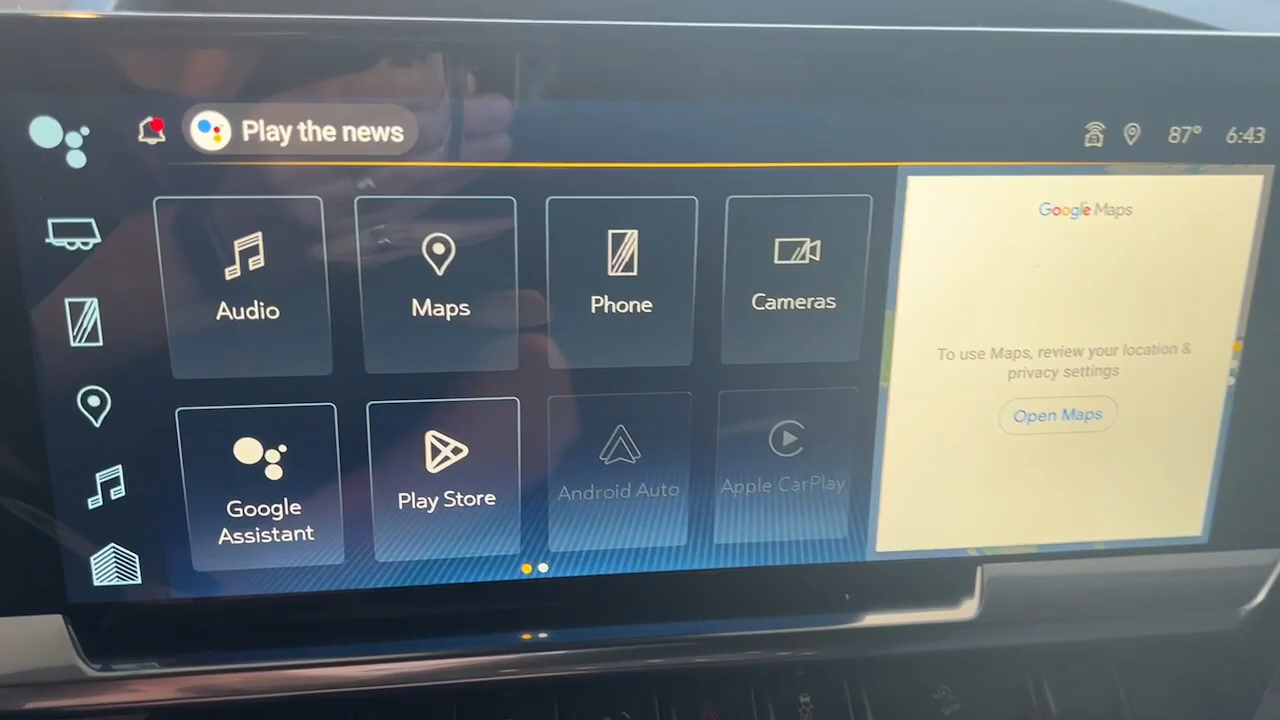 Play the news
87° 6:43
Audio
Maps
Phone
Cameras
Google
Assistant
Play Store
Android Auto
Apple CarPlay
Google Maps
To use Maps, review your location &
privacy settings
Open Maps